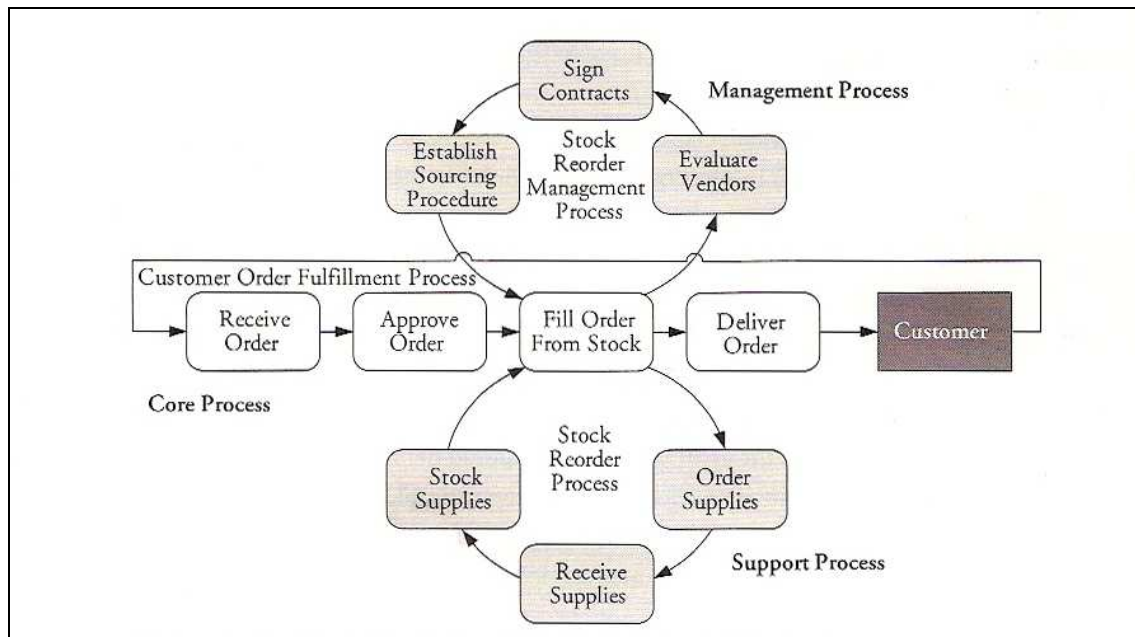 Sign
Contracts
Management Process
Establish
Sourcing
Procedure
Stock
Reorder
Management
Process
Evaluate
Vendors
Customer Order Fulfillment Process
Receive
Order
Approve
Order
Fill Order
From Stock
Deliver
Order
Customer
Core Process
Stock
Supplies
Stock
Reorder
Process
Order
Supplies
Receive
Supplies
Support Process